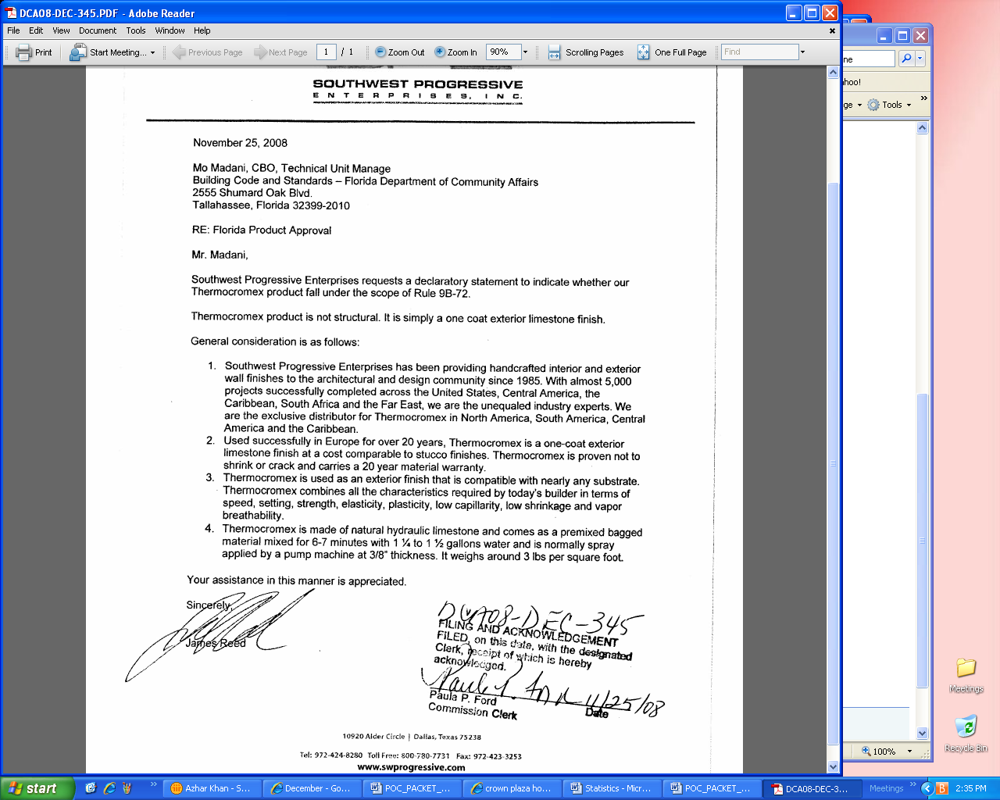 DCA08-DEC-345.PDF - Adobe Reader
File Edit View Document Tools Window Help
Print Start Meeting... Previous Page Next Page 1 / 1 Zoom Out Zoom In 90% Scrolling Pages One Full Page Find
ne
ahoo!
ge Tools
SOUTHWEST PROGRESSIVE
ENTERPRISES, INC.
November 25, 2008
Mo Madani, CBO, Technical Unit Manage
Building Code and Standards – Florida Department of Community Affairs
2555 Shumard Oak Blvd.
Tallahassee, Florida 32399-2010
RE: Florida Product Approval
Mr. Madani,
Southwest Progressive Enterprises requests a declaratory statement to indicate whether our
Thermocromex product fall under the scope of Rule 9B-72.
Thermocromex product is not structural. It is simply a one coat exterior limestone finish.
General consideration is as follows:
1. Southwest Progressive Enterprises has been providing handcrafted interior and exterior
wall finishes to the architectural and design community since 1985. With almost 5,000
projects successfully completed across the United States, Central America, the
Caribbean, South Africa and the Far East, we are the unequaled industry experts. We
are the exclusive distributor for Thermocromex in North America, South America, Central
America and the Caribbean.
2. Used successfully in Europe for over 20 years, Thermocromex is a one-coat exterior
limestone finish at a cost comparable to stucco finishes. Thermocromex is proven not to
shrink or crack and carries a 20 year material warranty.
3. Thermocromex is used as an exterior finish that is compatible with nearly any substrate.
Thermocromex combines all the characteristics required by today's builder in terms of
speed, setting, strength, elasticity, plasticity, low capillarity, low shrinkage and vapor
breathability.
4. Thermocromex is made of natural hydraulic limestone and comes as a premixed bagged
material mixed for 6-7 minutes with 1 ¼ to 1 ½ gallons water and is normally spray
applied by a pump machine at 3/8" thickness. It weighs around 3 lbs per square foot.
Your assistance in this manner is appreciated.
Sincerely,
James Reed
DCA08-DEC-345
FILING AND ACKNOWLEDGEMENT
FILED, on this date, with the designated
Clerk, receipt of which is hereby
acknowledged.
Paula P. Ford 11/25/08
Paula P. Ford
Commission Clerk Date
10920 Alder Circle | Dallas, Texas 75238
Tel: 972-424-8280 Toll Free: 800-780-7731 Fax: 972-423-3253
www.swprogressive.com
100%
Meetings
Recycle Bin
start Azhar Khan - S... December - Go... POC_PACKET_... crown plaza ho... Statistics - Micr... POC_PACKET_... DCA08-DEC-3... Meetings 2:35 PM